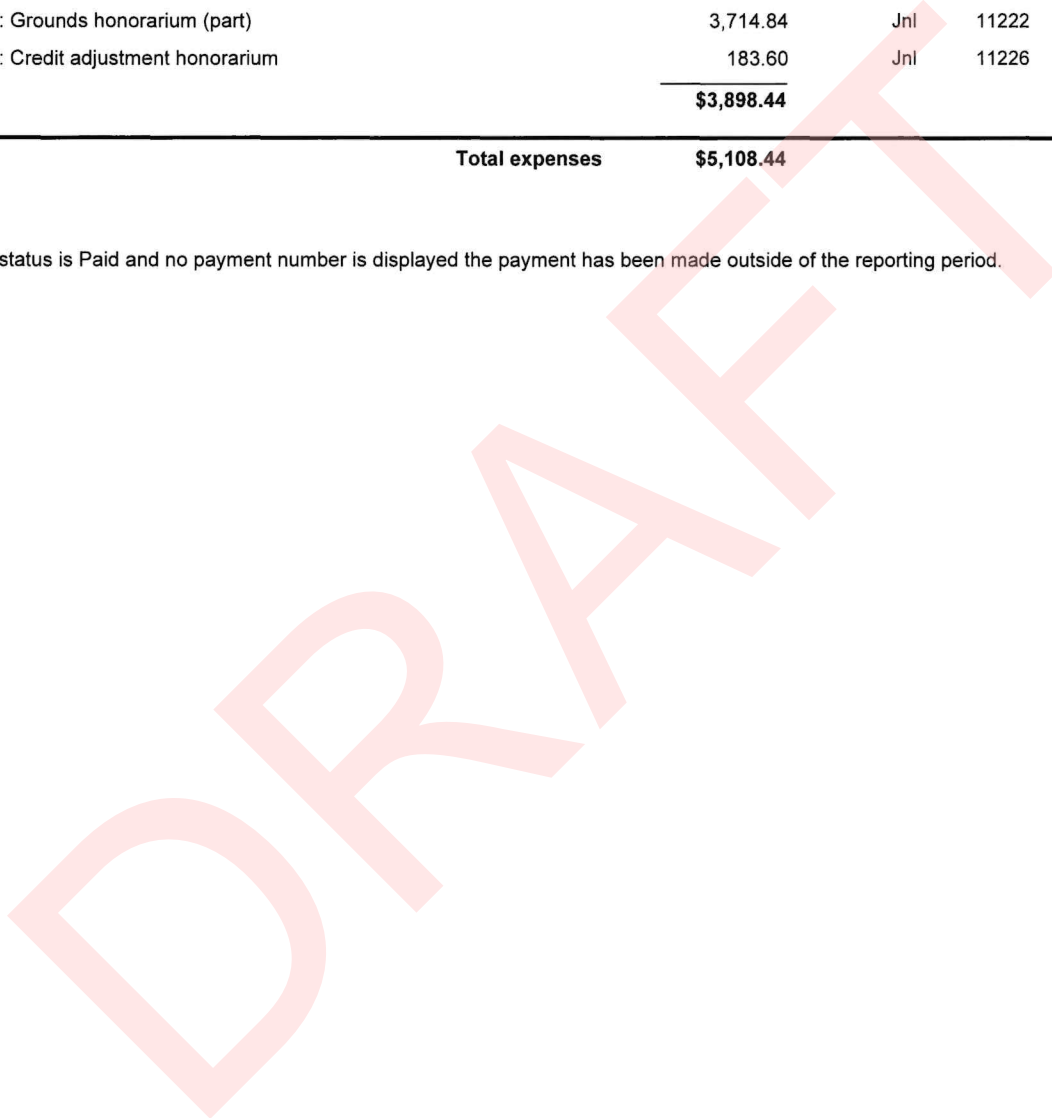 : Grounds honorarium (part) 3,714.84 Jnl 11222
: Credit adjustment honorarium 183.60 Jnl 11226
$3,898.44
Total expenses $5,108.44
status is Paid and no payment number is displayed the payment has been made outside of the reporting period.
DRAFT